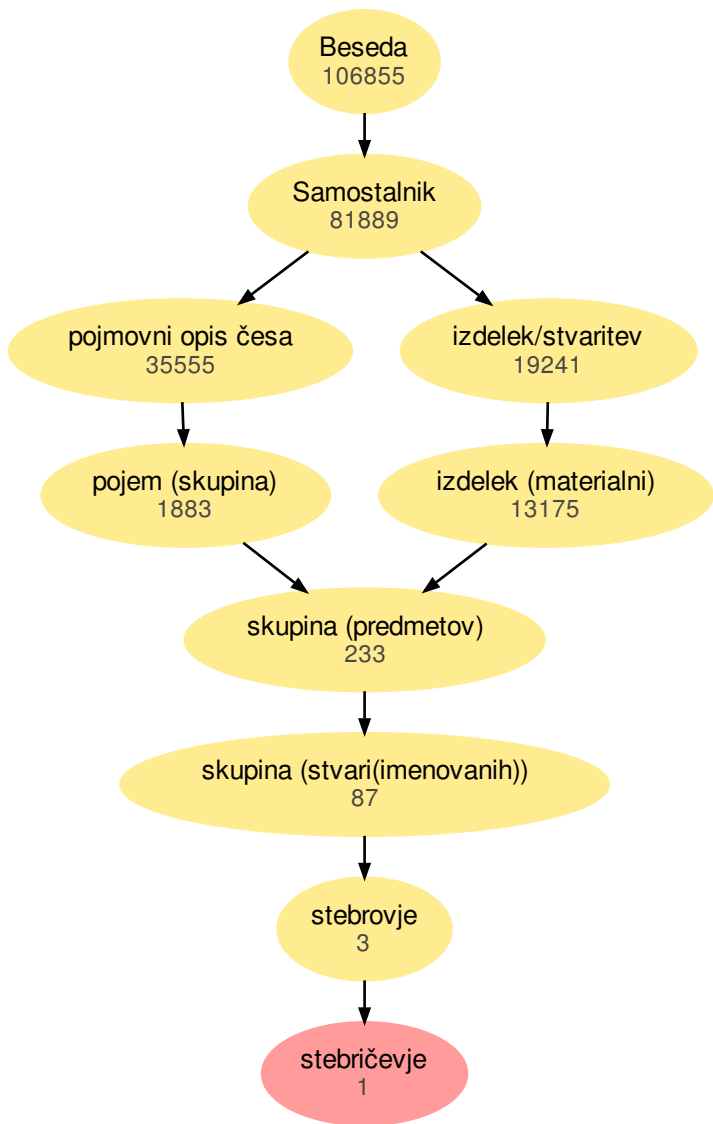 Beseda
106855
Samostalnik
81889
pojmovni opis česa
35555
izdelek/stvaritev
19241
pojem (skupina)
1883
izdelek (materialni)
13175
skupina (predmetov)
233
skupina (stvari(imenovanih))
87
stebrovje
3
stebričevje
1